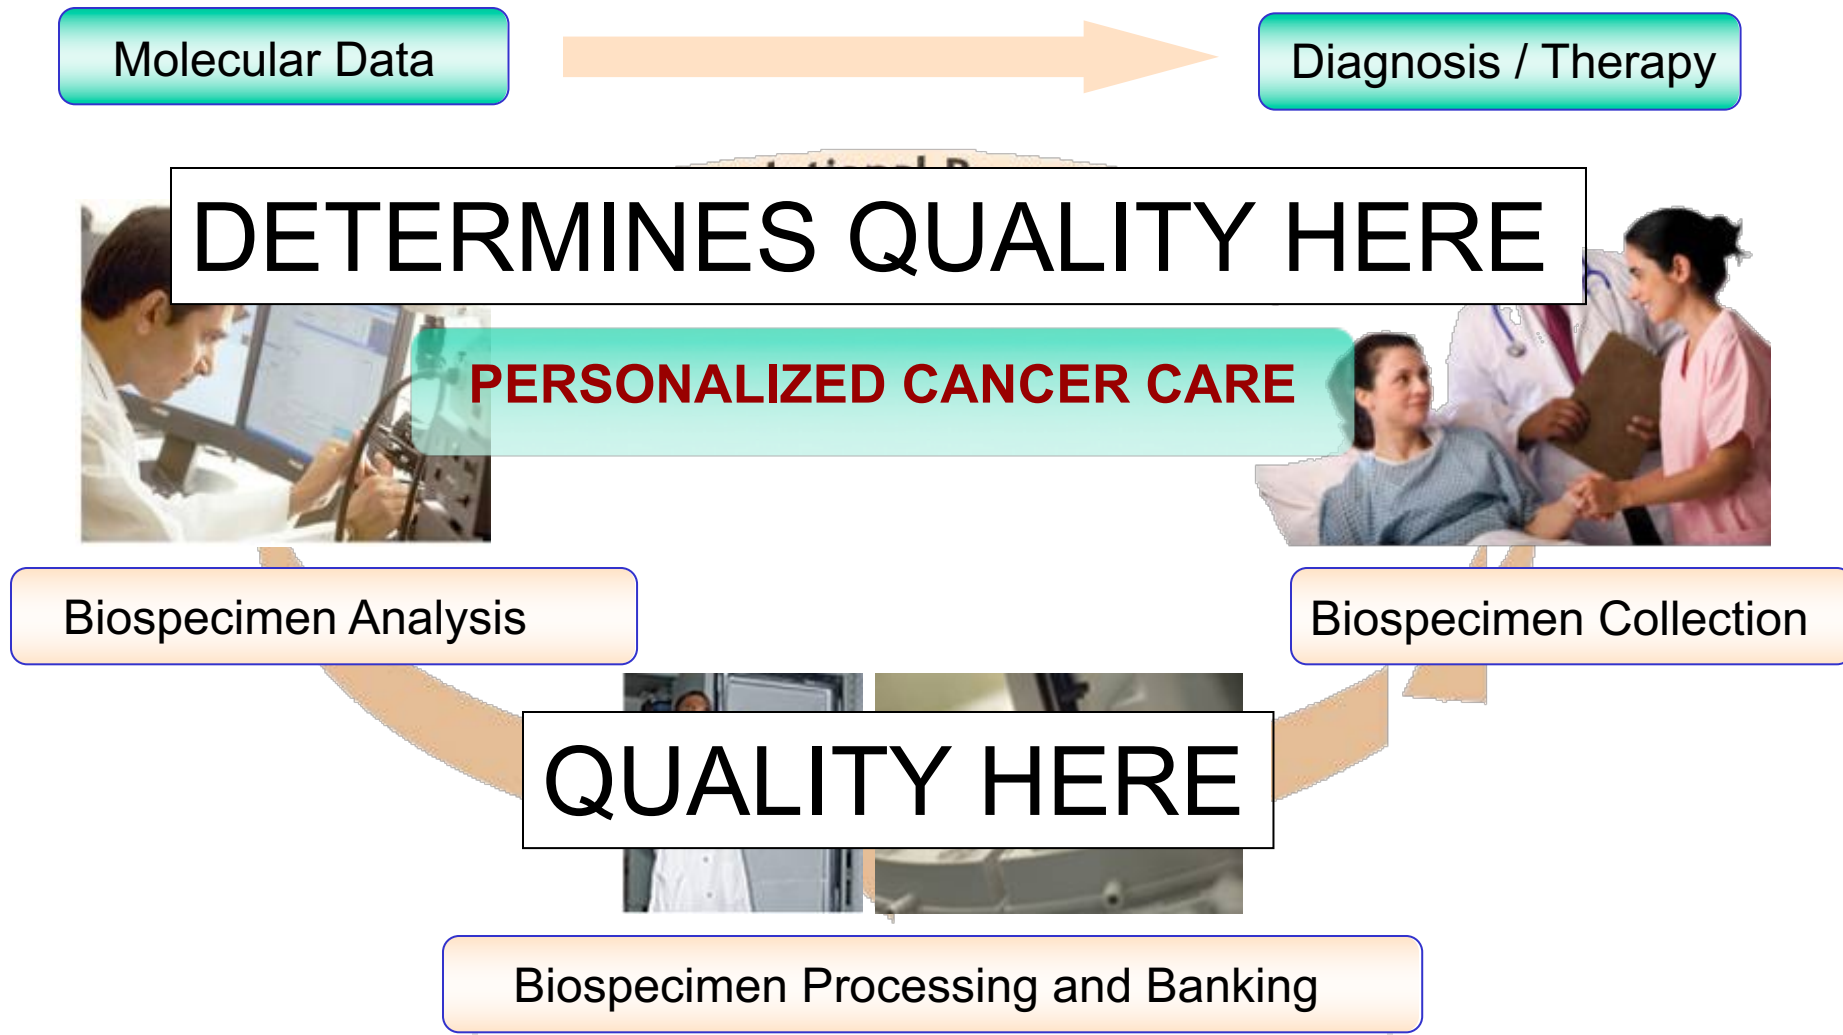 Molecular Data
Diagnosis / Therapy
DETERMINES QUALITY HERE
PERSONALIZED CANCER CARE
Biospecimen Analysis
Biospecimen Collection
QUALITY HERE
Biospecimen Processing and Banking